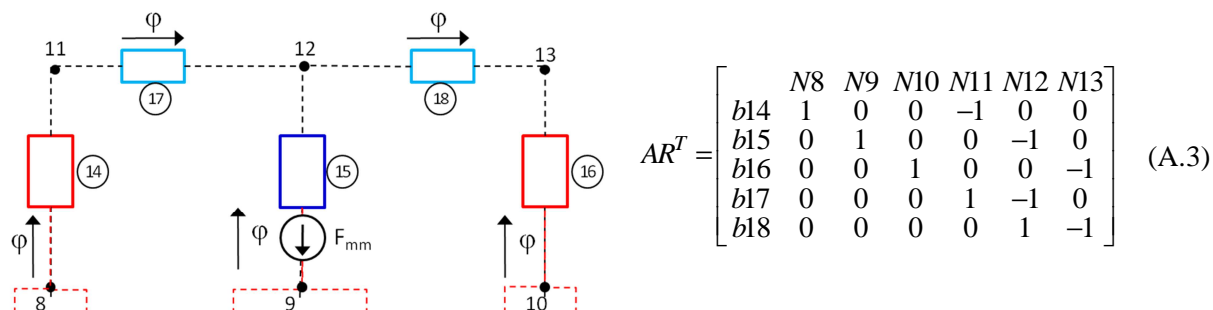 φ φ
11 12 13
17 18
14 15 16
φ φ F_mm φ
8 9 10
N8 N9 N10 N11 N12 N13
b14 1 0 0 −1 0 0
AR^T = b15 0 1 0 0 −1 0
b16 0 0 1 0 0 −1 (A.3)
b17 0 0 0 1 −1 0
b18 0 0 0 0 1 −1